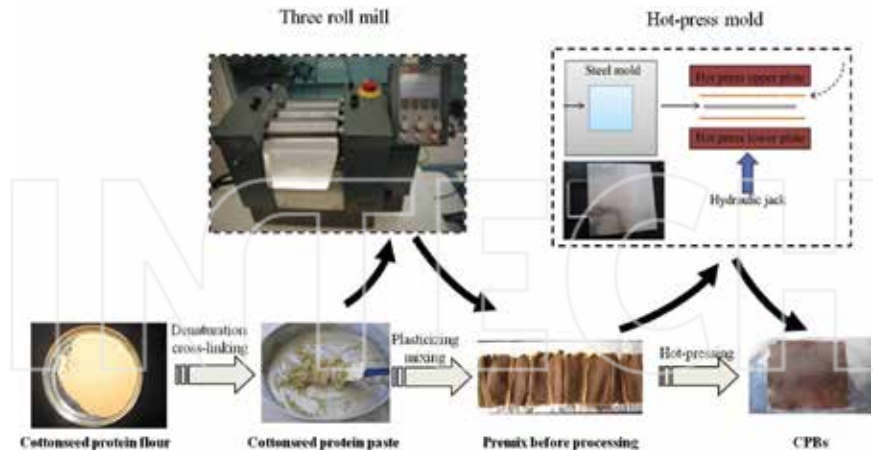 Three roll mill
Hot-press mold
Steel mold
Hot press upper plate
Hot press lower plate
Hydraulic jack
INTECH
Denaturation
cross-linking
Plasticizing
mixing
Hot-pressing
Cottonseed protein flour
Cottonseed protein paste
Premix before processing
CPBs